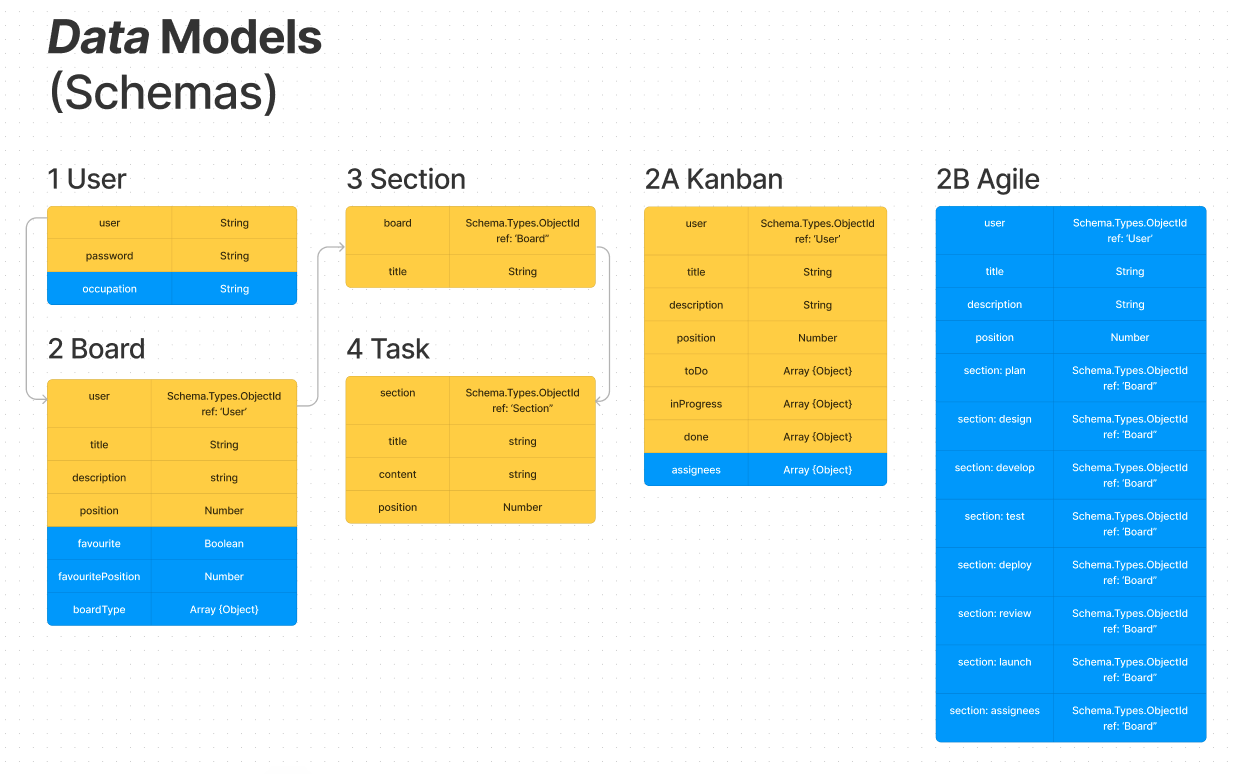 Data Models
(Schemas)
1 User
user String
password String
occupation String
2 Board
user Schema.Types.ObjectId
ref: ‘User’
title String
description string
position Number
favourite Boolean
favouritePosition Number
boardType Array {Object}
3 Section
board Schema.Types.ObjectId
ref: ‘Board”
title String
4 Task
section Schema.Types.ObjectId
ref: ‘Section”
title string
content string
position Number
2A Kanban
user Schema.Types.ObjectId
ref: ‘User’
title String
description String
position Number
toDo Array {Object}
inProgress Array {Object}
done Array {Object}
assignees Array {Object}
2B Agile
user Schema.Types.ObjectId
ref: ‘User’
title String
description String
position Number
section: plan Schema.Types.ObjectId
ref: ‘Board”
section: design Schema.Types.ObjectId
ref: ‘Board”
section: develop Schema.Types.ObjectId
ref: ‘Board”
section: test Schema.Types.ObjectId
ref: ‘Board”
section: deploy Schema.Types.ObjectId
ref: ‘Board”
section: review Schema.Types.ObjectId
ref: ‘Board”
section: launch Schema.Types.ObjectId
ref: ‘Board”
section: assignees Schema.Types.ObjectId
ref: ‘Board”